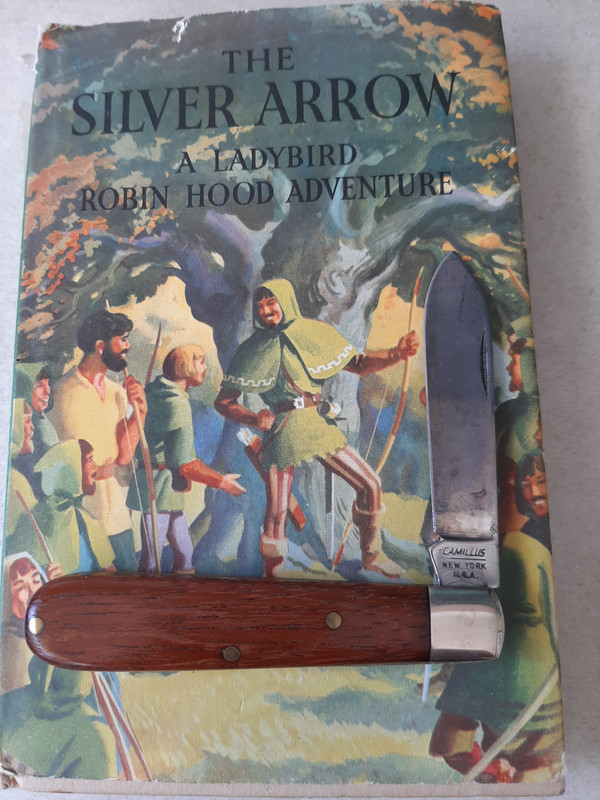 THE
SILVER ARROW
A LADYBIRD
ROBIN HOOD ADVENTURE
CAMILLUS
NEW YORK
U.S.A.